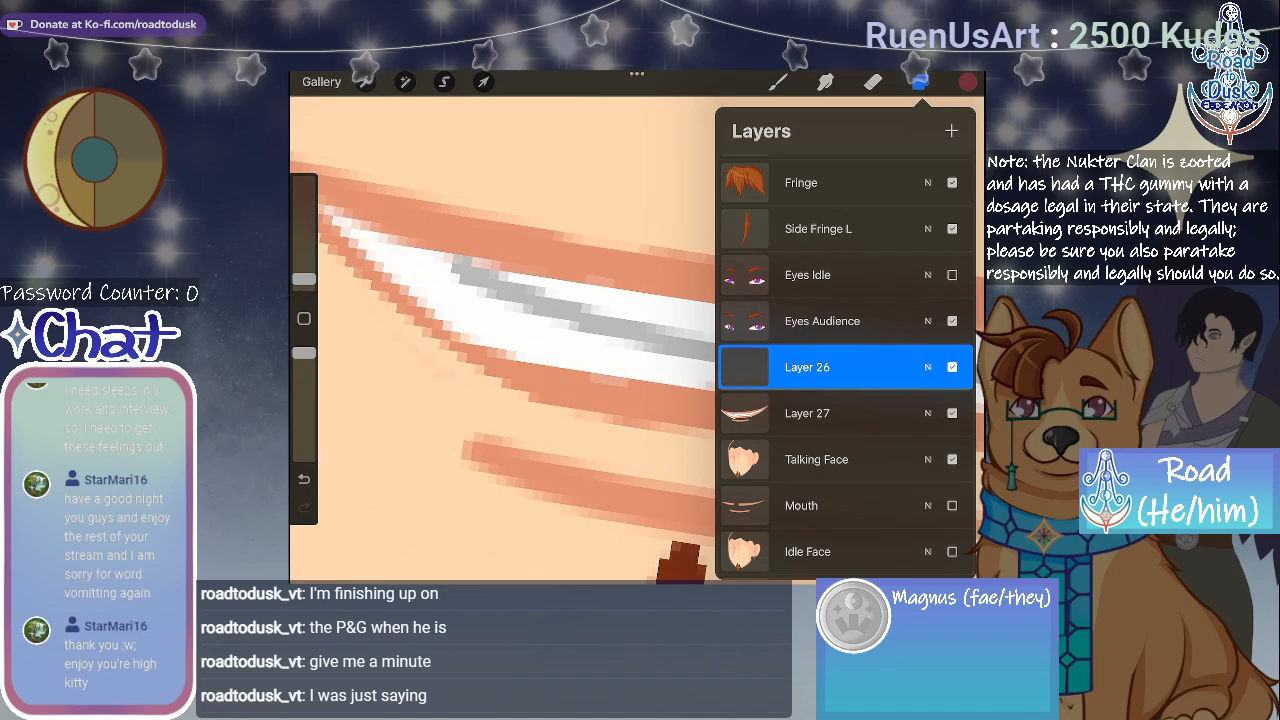 Donate at Ko-fi.com/roadtodusk
RuenUsArt : 2500 Kudos
Road
to
Dusk
Gallery
Layers
Fringe
N
Side Fringe L
N
Eyes Idle
N
Eyes Audience
N
Layer 26
N
Layer 27
N
Talking Face
N
Mouth
N
Idle Face
N
Note: the Nukter Clan is zooted
and has had a THC gummy with a
dosage legal in their state. They are
partaking responsibly and legally;
please be sure you also paratake
responsibly and legally should you do so.
Password Counter: 0
Chat
i need sleeps in a
work and interview
so. I need to get
these feelings out
StarMari16
have a good night
you guys and enjoy
the rest of your
stream and I am
sorry for word
vomitting again
StarMari16
thank you ;w;
enjoy you're high
kitty
roadtodusk_vt: I'm finishing up on
roadtodusk_vt: the P&G when he is
roadtodusk_vt: give me a minute
roadtodusk_vt: I was just saying
Road
(He/him)
Magnus (fae/they)